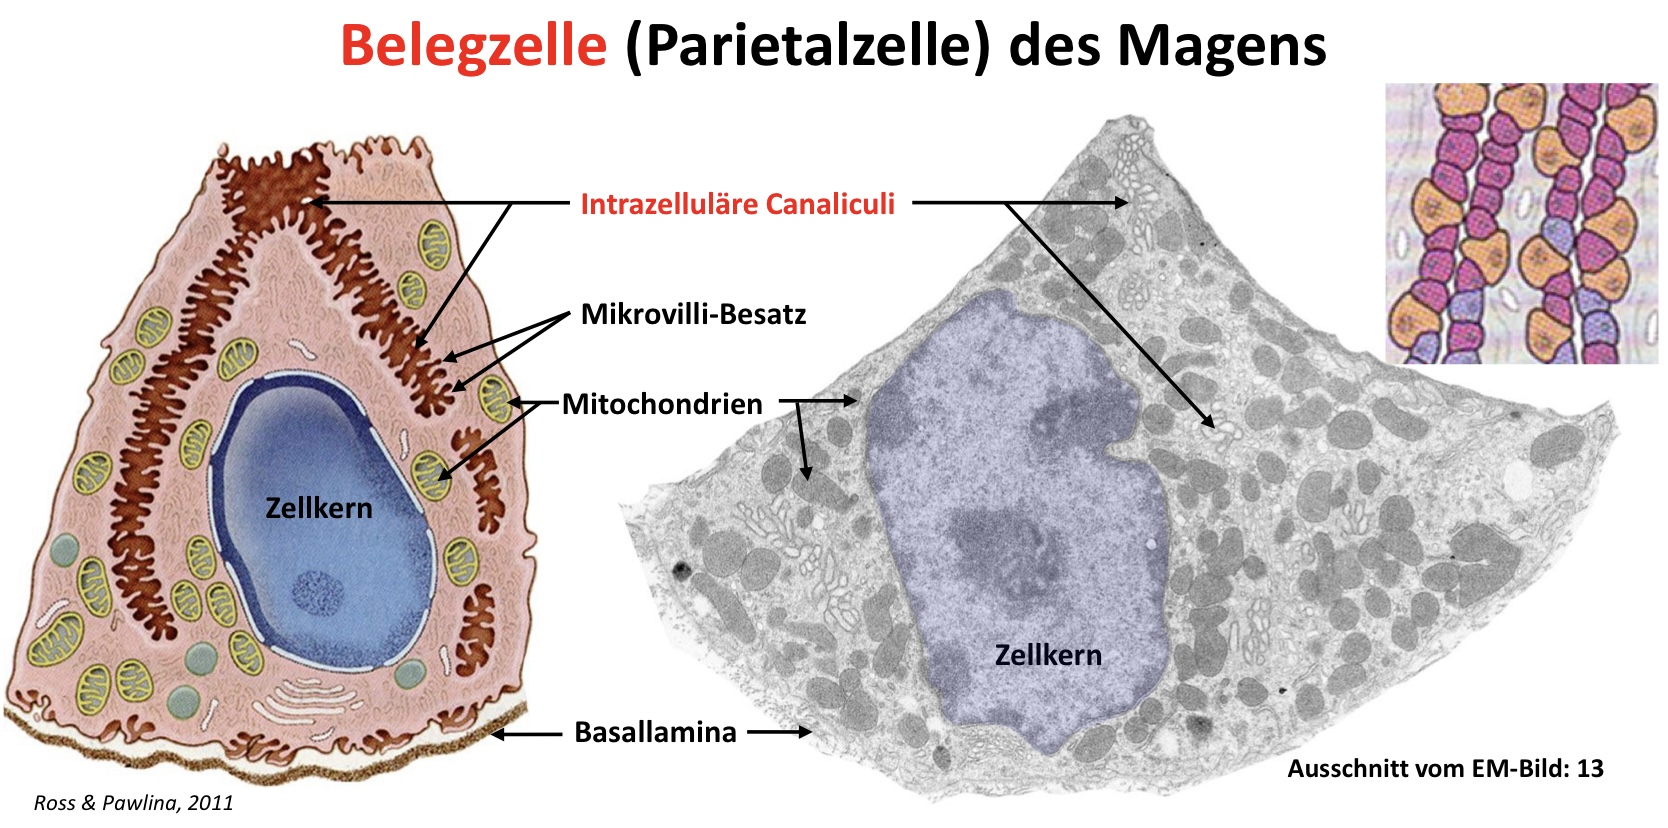 Belegzelle (Parietalzelle) des Magens
Intrazelluläre Canaliculi
Mikrovilli-Besatz
Mitochondrien
Zellkern
Zellkern
Basallamina
Ausschnitt vom EM-Bild: 13
Ross & Pawlina, 2011